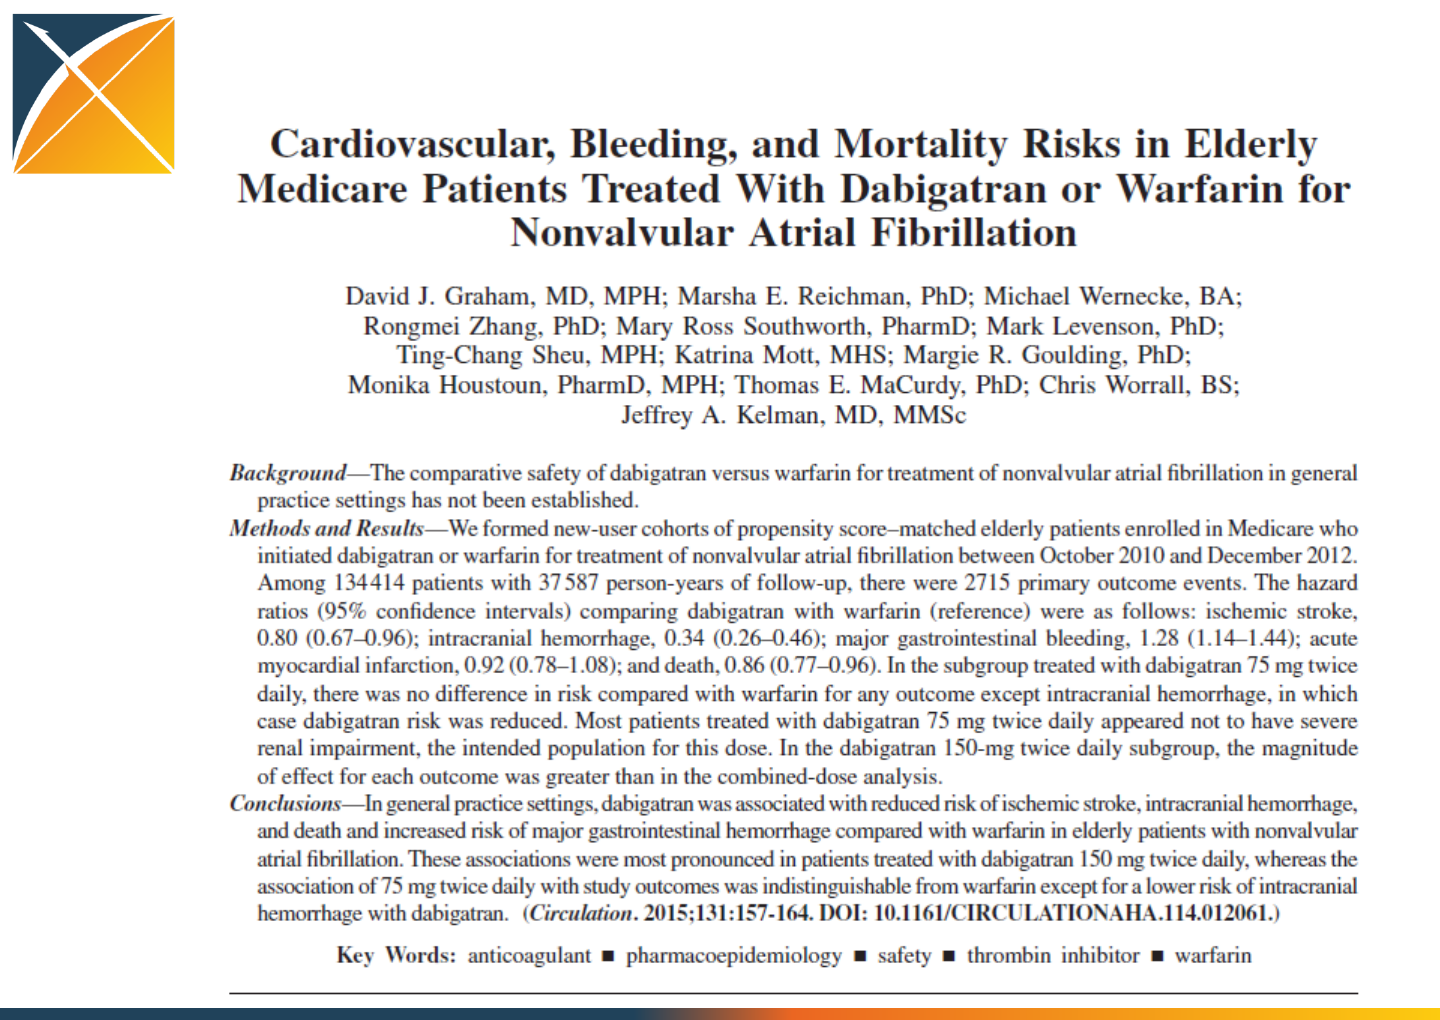 Cardiovascular, Bleeding, and Mortality Risks in Elderly
Medicare Patients Treated With Dabigatran or Warfarin for
Nonvalvular Atrial Fibrillation
David J. Graham, MD, MPH; Marsha E. Reichman, PhD; Michael Wernecke, BA;
Rongmei Zhang, PhD; Mary Ross Southworth, PharmD; Mark Levenson, PhD;
Ting-Chang Sheu, MPH; Katrina Mott, MHS; Margie R. Goulding, PhD;
Monika Houstoun, PharmD, MPH; Thomas E. MaCurdy, PhD; Chris Worrall, BS;
Jeffrey A. Kelman, MD, MMSc
Background—The comparative safety of dabigatran versus warfarin for treatment of nonvalvular atrial fibrillation in general
practice settings has not been established.
Methods and Results—We formed new-user cohorts of propensity score–matched elderly patients enrolled in Medicare who
initiated dabigatran or warfarin for treatment of nonvalvular atrial fibrillation between October 2010 and December 2012.
Among 134 414 patients with 37 587 person-years of follow-up, there were 2715 primary outcome events. The hazard
ratios (95% confidence intervals) comparing dabigatran with warfarin (reference) were as follows: ischemic stroke,
0.80 (0.67–0.96); intracranial hemorrhage, 0.34 (0.26–0.46); major gastrointestinal bleeding, 1.28 (1.14–1.44); acute
myocardial infarction, 0.92 (0.78–1.08); and death, 0.86 (0.77–0.96). In the subgroup treated with dabigatran 75 mg twice
daily, there was no difference in risk compared with warfarin for any outcome except intracranial hemorrhage, in which
case dabigatran risk was reduced. Most patients treated with dabigatran 75 mg twice daily appeared not to have severe
renal impairment, the intended population for this dose. In the dabigatran 150-mg twice daily subgroup, the magnitude
of effect for each outcome was greater than in the combined-dose analysis.
Conclusions—In general practice settings, dabigatran was associated with reduced risk of ischemic stroke, intracranial hemorrhage,
and death and increased risk of major gastrointestinal hemorrhage compared with warfarin in elderly patients with nonvalvular
atrial fibrillation. These associations were most pronounced in patients treated with dabigatran 150 mg twice daily, whereas the
association of 75 mg twice daily with study outcomes was indistinguishable from warfarin except for a lower risk of intracranial
hemorrhage with dabigatran. (Circulation. 2015;131:157-164. DOI: 10.1161/CIRCULATIONAHA.114.012061.)
Key Words: anticoagulant ■ pharmacoepidemiology ■ safety ■ thrombin inhibitor ■ warfarin